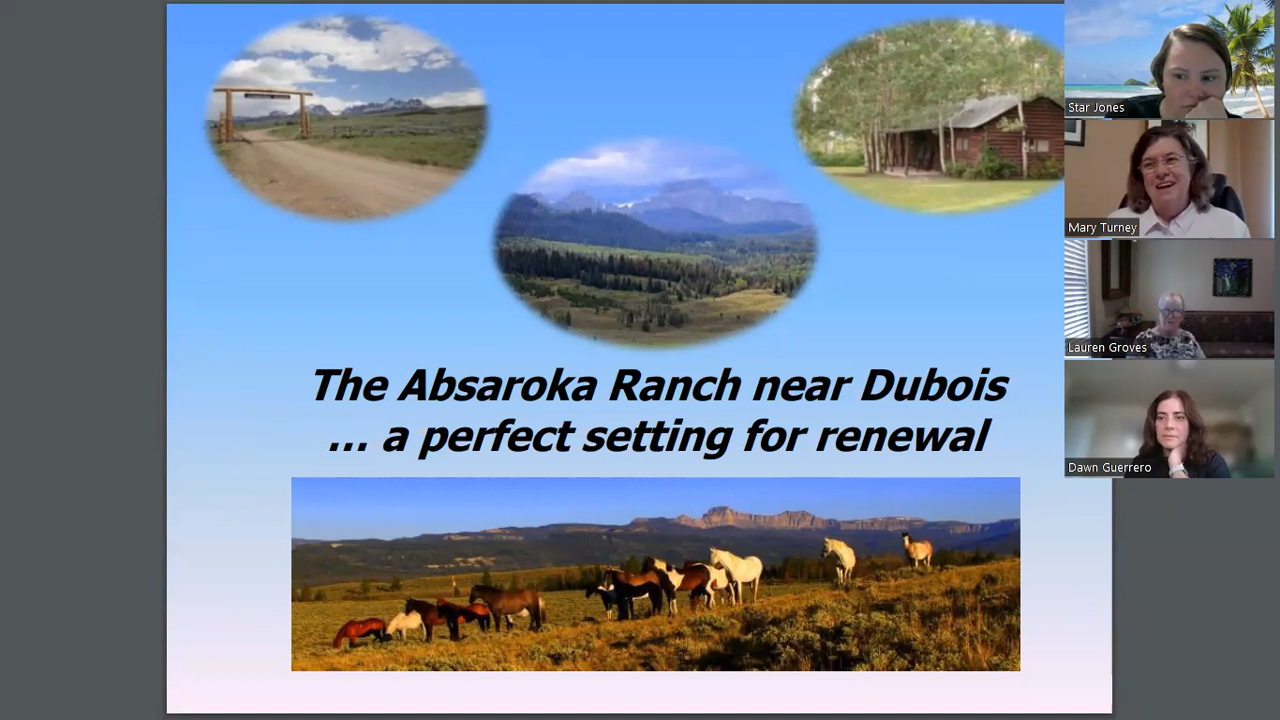 The Absaroka Ranch near Dubois
... a perfect setting for renewal
Star Jones
Mary Turney
Lauren Groves
Dawn Guerrero